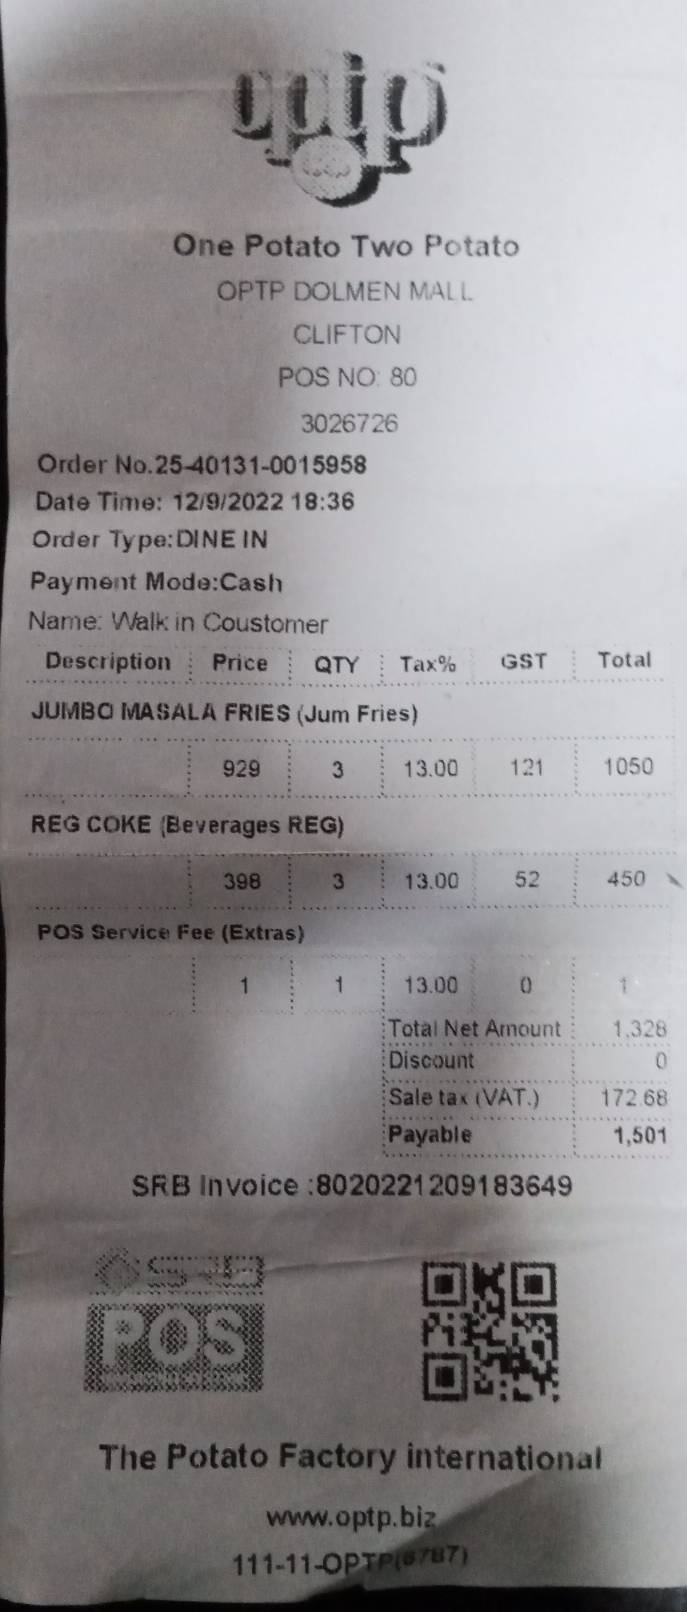 optp
One Potato Two Potato
OPTP DOLMEN MALL
CLIFTON
POS NO: 80
3026726
Order No.25-40131-0015958
Date Time: 12/9/2022 18:36
Order Type:DINE IN
Payment Mode:Cash
Name: Walk in Coustomer
Description Price QTY Tax% GST Total
JUMBO MASALA FRIES (Jum Fries)
929 3 13.00 121 1050
REG COKE (Beverages REG)
398 3 13.00 52 450
POS Service Fee (Extras)
1 1 13.00 0 1
Total Net Amount 1,328
Discount 0
Sale tax (VAT.) 172.68
Payable 1,501
SRB Invoice :8020221209183649
SRB
POS
The Potato Factory international
www.optp.biz
111-11-OPTP(6787)